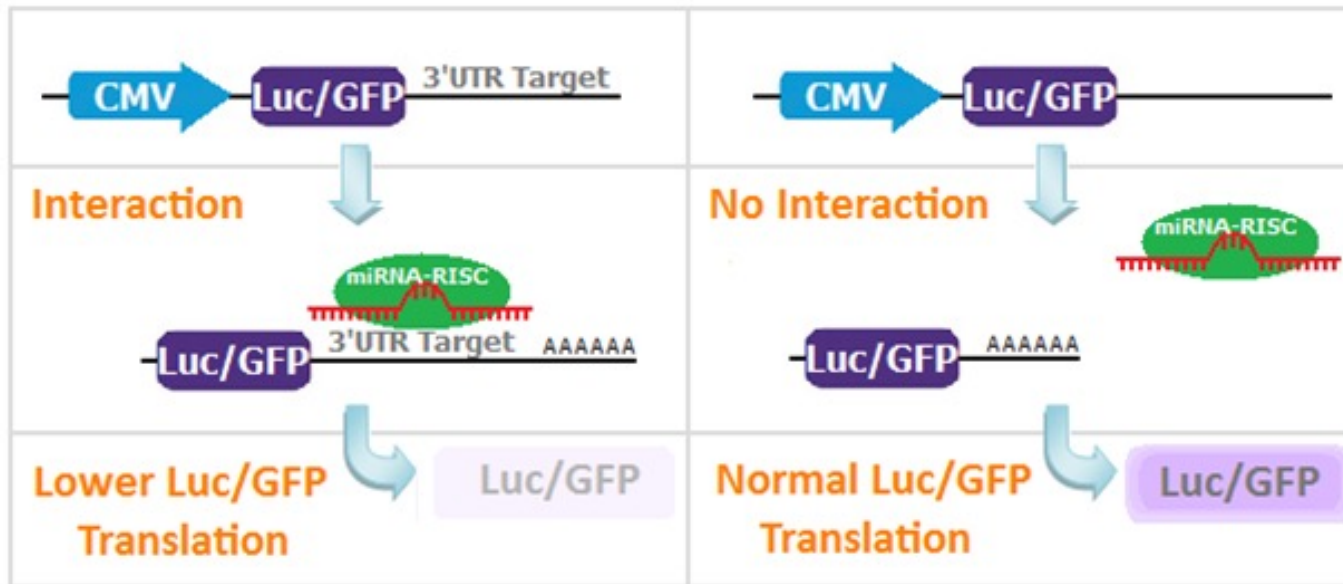 CMV Luc/GFP 3'UTR Target
CMV Luc/GFP
Interaction
miRNA-RISC
3'UTR Target AAAAAA
Luc/GFP
No Interaction
miRNA-RISC
AAAAAA
Luc/GFP
Lower Luc/GFP
Translation
Luc/GFP
Normal Luc/GFP
Translation
Luc/GFP